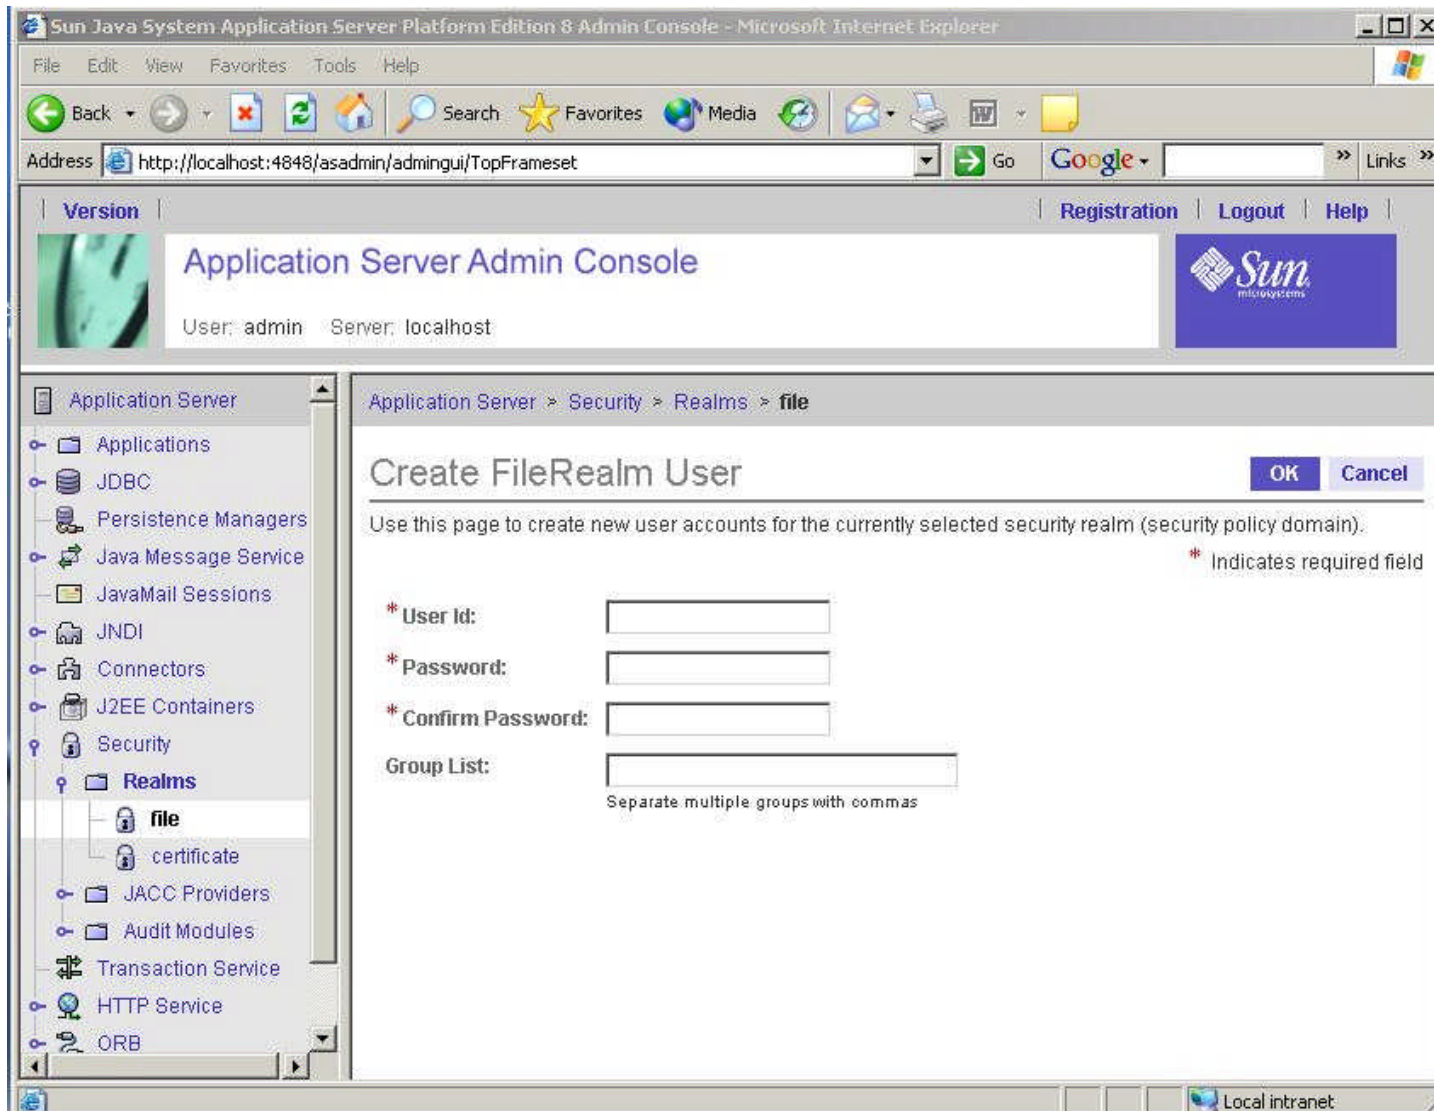 Sun Java System Application Server Platform Edition 8 Admin Console - Microsoft Internet Explorer
File Edit View Favorites Tools Help
Back Search Favorites Media
Address http://localhost:4848/asadmin/admingui/TopFrameset Go Google Links
Version Registration Logout Help
Application Server Admin Console
Sun
microsystems
User: admin Server: localhost
Application Server
Applications
JDBC
Persistence Managers
Java Message Service
JavaMail Sessions
JNDI
Connectors
J2EE Containers
Security
Realms
file
certificate
JACC Providers
Audit Modules
Transaction Service
HTTP Service
ORB
Application Server > Security > Realms > file
Create FileRealm User
OK Cancel
Use this page to create new user accounts for the currently selected security realm (security policy domain).
* Indicates required field
* User Id:
* Password:
* Confirm Password:
Group List:
Separate multiple groups with commas
Local intranet